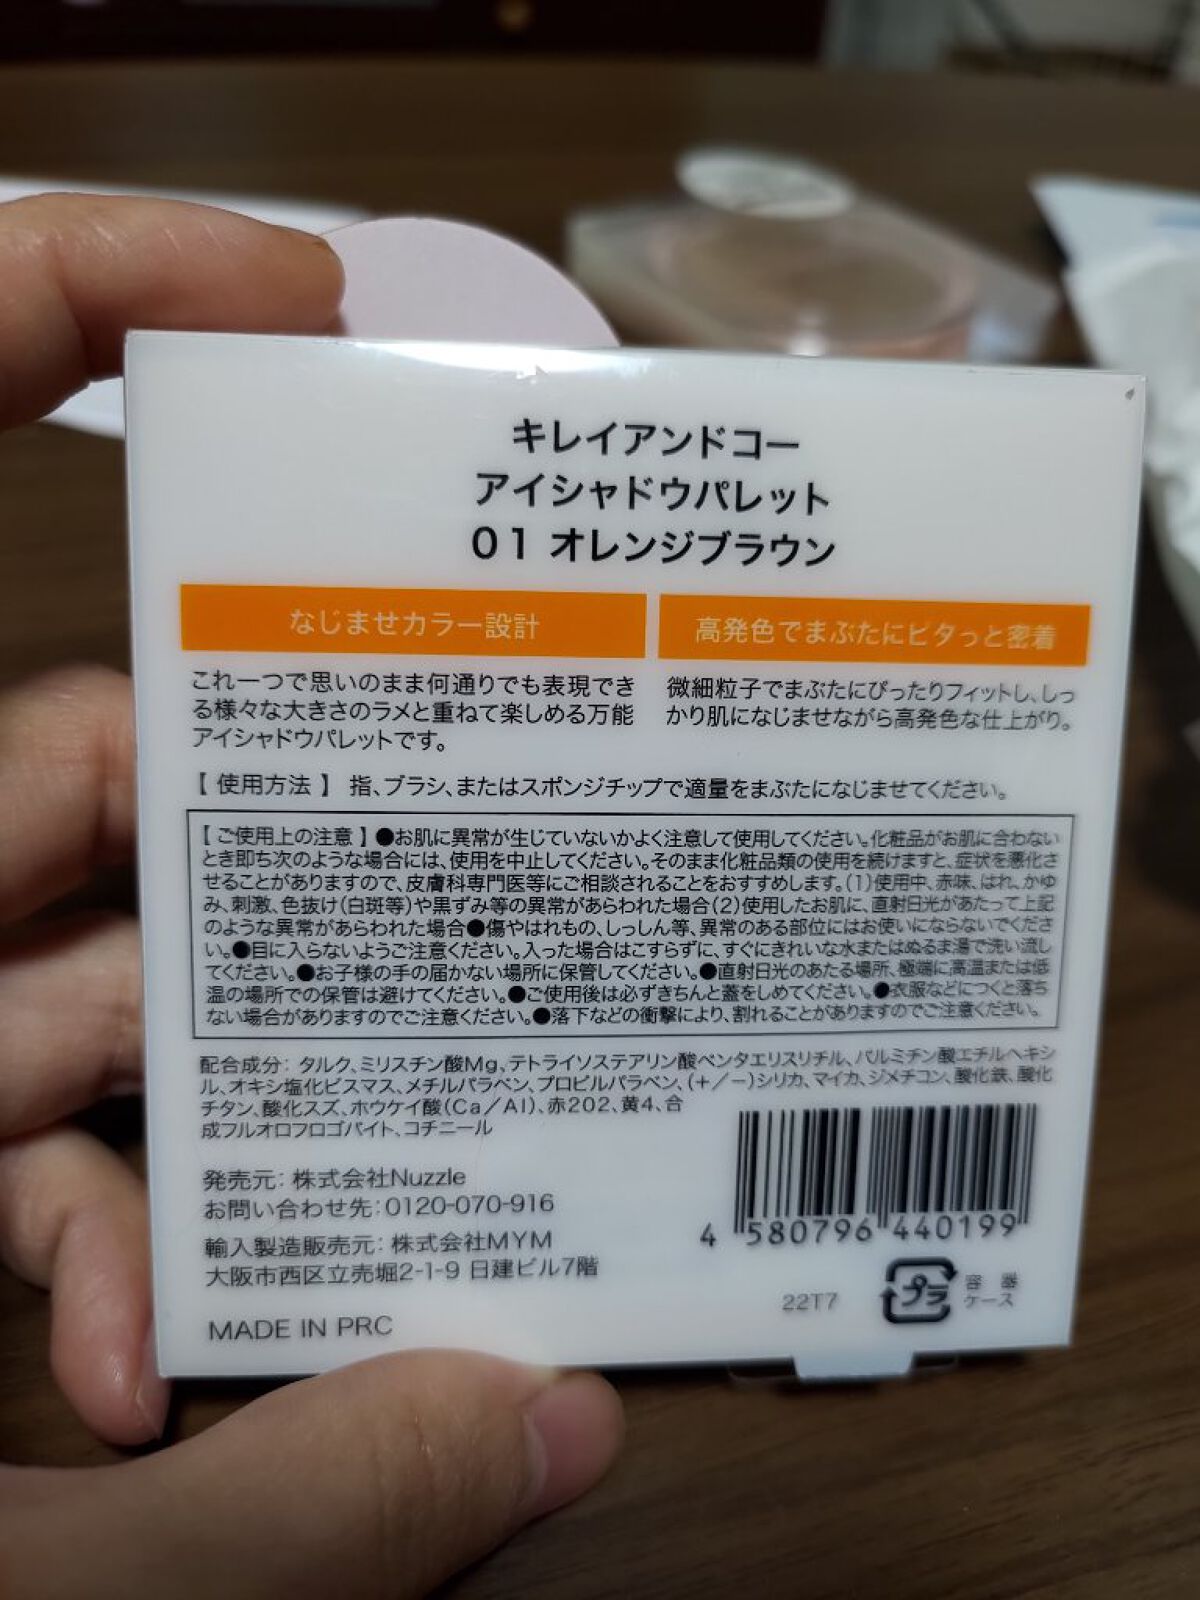 キレイアンドコー
アイシャドウパレット
01 オレンジブラウン
なじませカラー設計
これ一つで思いのまま何通りでも表現でき
る様々な大きさのラメと重ねて楽しめる万能
アイシャドウパレットです。
高発色でまぶたにピタっと密着
微細粒子でまぶたにぴったりフィットし、しっ
かり肌になじませながら高発色な仕上がり。
【 使用方法 】 指、ブラシ、またはスポンジチップで適量をまぶたになじませてください。
【 ご使用上の注意 】●お肌に異常が生じていないかよく注意して使用してください。化粧品がお肌に合わない
とき即ち次のような場合には、使用を中止してください。そのまま化粧品類の使用を続けますと、症状を悪化さ
せることがありますので、皮膚科専門医等にご相談されることをおすすめします。(1)使用中、赤味、はれ、かゆ
み、刺激、色抜け(白斑等)や黒ずみ等の異常があらわれた場合(2)使用したお肌に、直射日光があたって上記
のような異常があらわれた場合●傷やはれもの、しっしん等、異常のある部位にはお使いにならないでくださ
い。●目に入らないようご注意ください。入った場合はこすらずに、すぐにきれいな水またはぬるま湯で洗い流し
てください。●お子様の手の届かない場所に保管してください。●直射日光のあたる場所、極端に高温または低
温の場所での保管は避けてください。●ご使用後は必ずきちんと蓋をしめてください。●衣服などにつくと落ち
ない場合がありますのでご注意ください。●落下などの衝撃により、割れることがありますのでご注意ください。
配合成分: タルク、ミリスチン酸Mg、テトライソステアリン酸ペンタエリスリチル、パルミチン酸エチルヘキシ
ル、オキシ塩化ビスマス、メチルパラベン、プロピルパラベン、(+/−)シリカ、マイカ、ジメチコン、酸化鉄、酸化
チタン、酸化スズ、ホウケイ酸(Ca/Al)、赤202、黄4、合
成フルオロフロゴパイト、コチニール
発売元: 株式会社Nuzzle
お問い合わせ先:0120-070-916
輸入製造販売元: 株式会社MYM
大阪市西区立売堀2-1-9 日建ビル7階
MADE IN PRC
4 580796 440199
22T7
プラ
容器
ケース